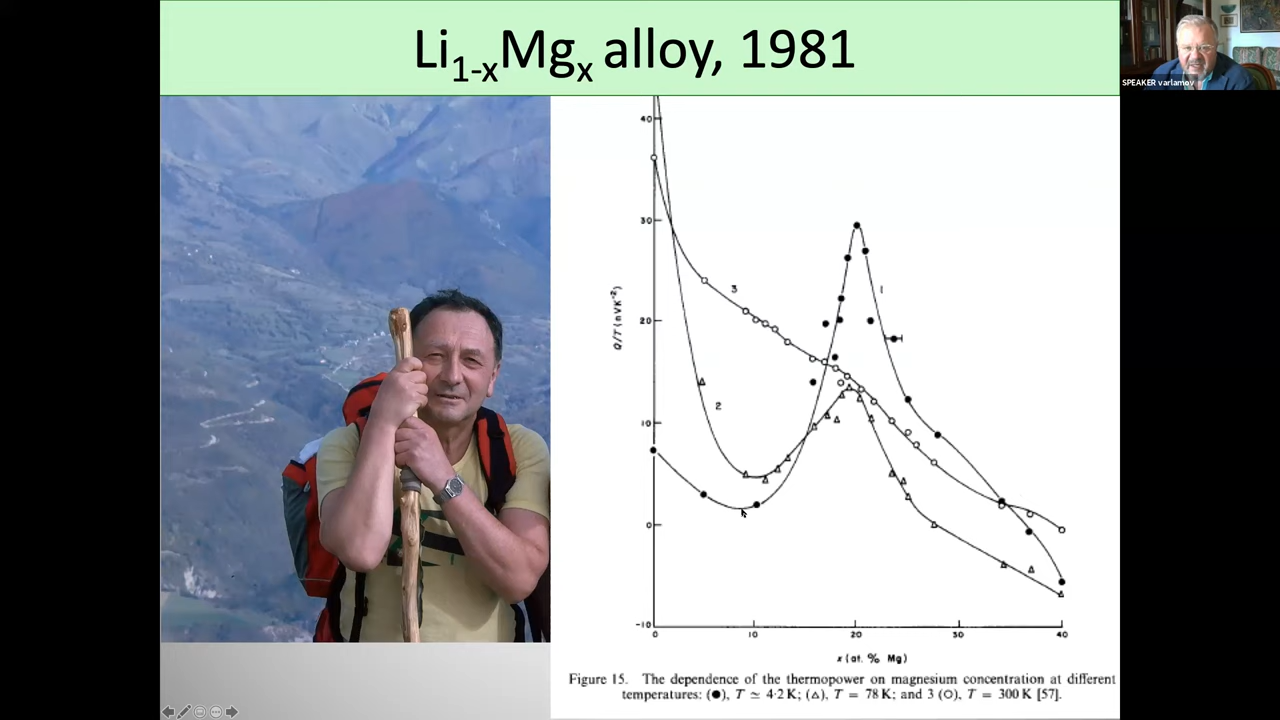 Li1-xMgx alloy, 1981
SPEAKER varlamov
40
30
20
10
0
-10
Q/T (nVK⁻²)
3
1
2
0
10
20
30
40
x (at. % Mg)
Figure 15. The dependence of the thermopower on magnesium concentration at different
temperatures: (●), T ≃ 4·2 K; (△), T = 78 K; and 3 (○), T = 300 K [57].